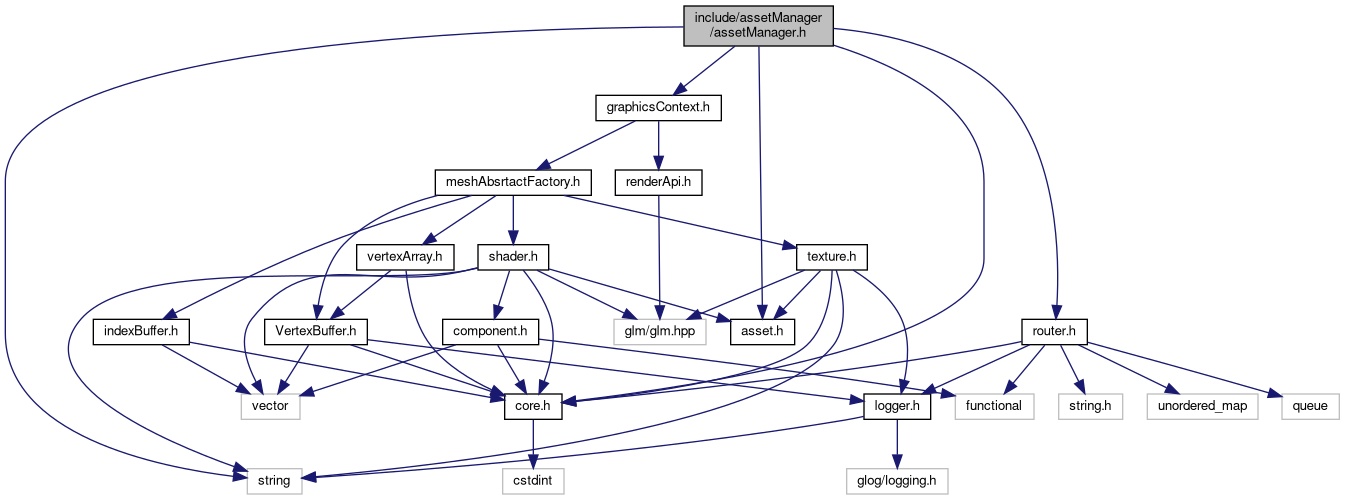 include/assetManager
/assetManager.h
graphicsContext.h
meshAbsrtactFactory.h
renderApi.h
vertexArray.h
shader.h
texture.h
indexBuffer.h
VertexBuffer.h
component.h
glm/glm.hpp
asset.h
router.h
vector
core.h
logger.h
functional
string.h
unordered_map
queue
string
cstdint
glog/logging.h